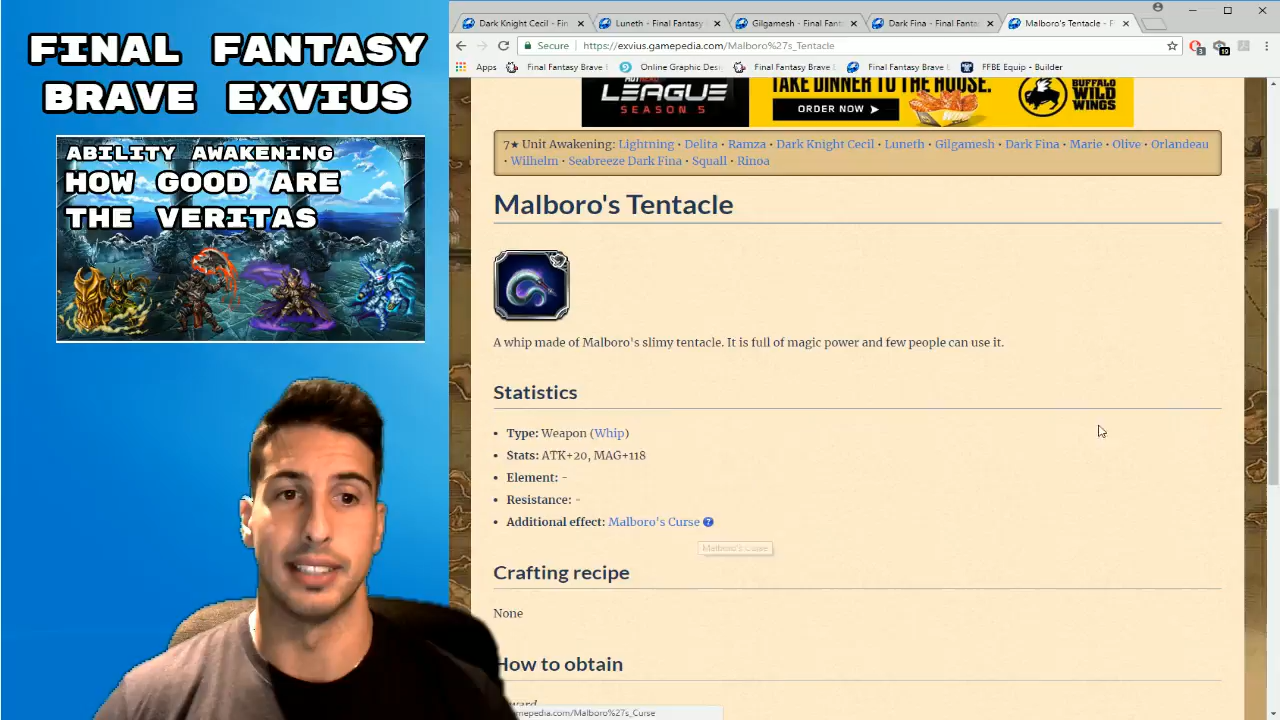 FINAL FANTASY
BRAVE EXVIUS
ABILITY AWAKENING
HOW GOOD ARE
THE VERITAS
Dark Knight Cecil - Fin
Luneth - Final Fantasy
Gilgamesh - Final Fant
Dark Fina - Final Fanta
Malboro's Tentacle - F
Secure
https://exvius.gamepedia.com/Malboro%27s_Tentacle
Apps
Final Fantasy Brave
Online Graphic Desi
Final Fantasy Brave
Final Fantasy Brave
FFBE Equip - Builder
LEAGUE
SEASON 5
TAKE DINNER TO THE HOUSE.
ORDER NOW
BUFFALO
WILD
WINGS
7★ Unit Awakening: Lightning • Delita • Ramza • Dark Knight Cecil • Luneth • Gilgamesh • Dark Fina • Marie • Olive • Orlandeau
• Wilhelm • Seabreeze Dark Fina • Squall • Rinoa
Malboro's Tentacle
A whip made of Malboro's slimy tentacle. It is full of magic power and few people can use it.
Statistics
• Type: Weapon (Whip)
• Stats: ATK+20, MAG+118
• Element: -
• Resistance: -
• Additional effect: Malboro's Curse ?
Malboro's Curse
Crafting recipe
None
How to obtain
mepedia.com/Malboro%27s_Curse